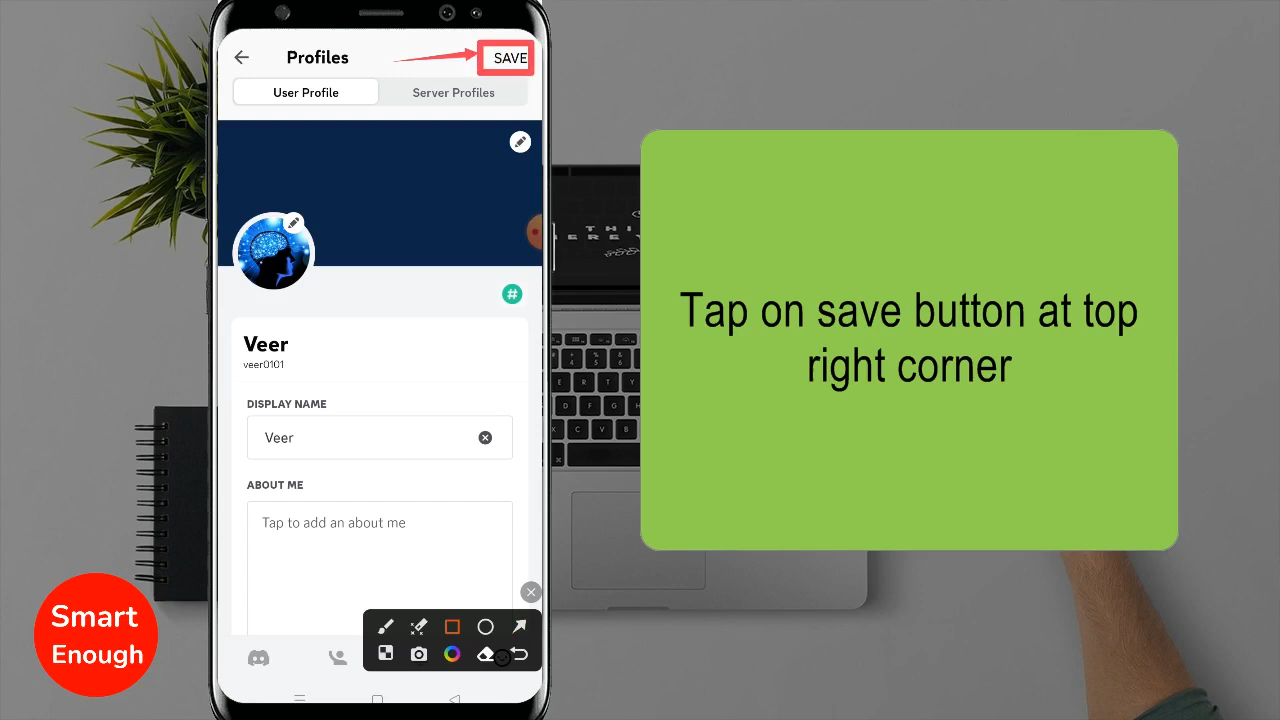 Profiles
SAVE
User Profile
Server Profiles
Veer
veer0101
DISPLAY NAME
Veer
ABOUT ME
Tap to add an about me
Tap on save button at top
right corner
Smart
Enough